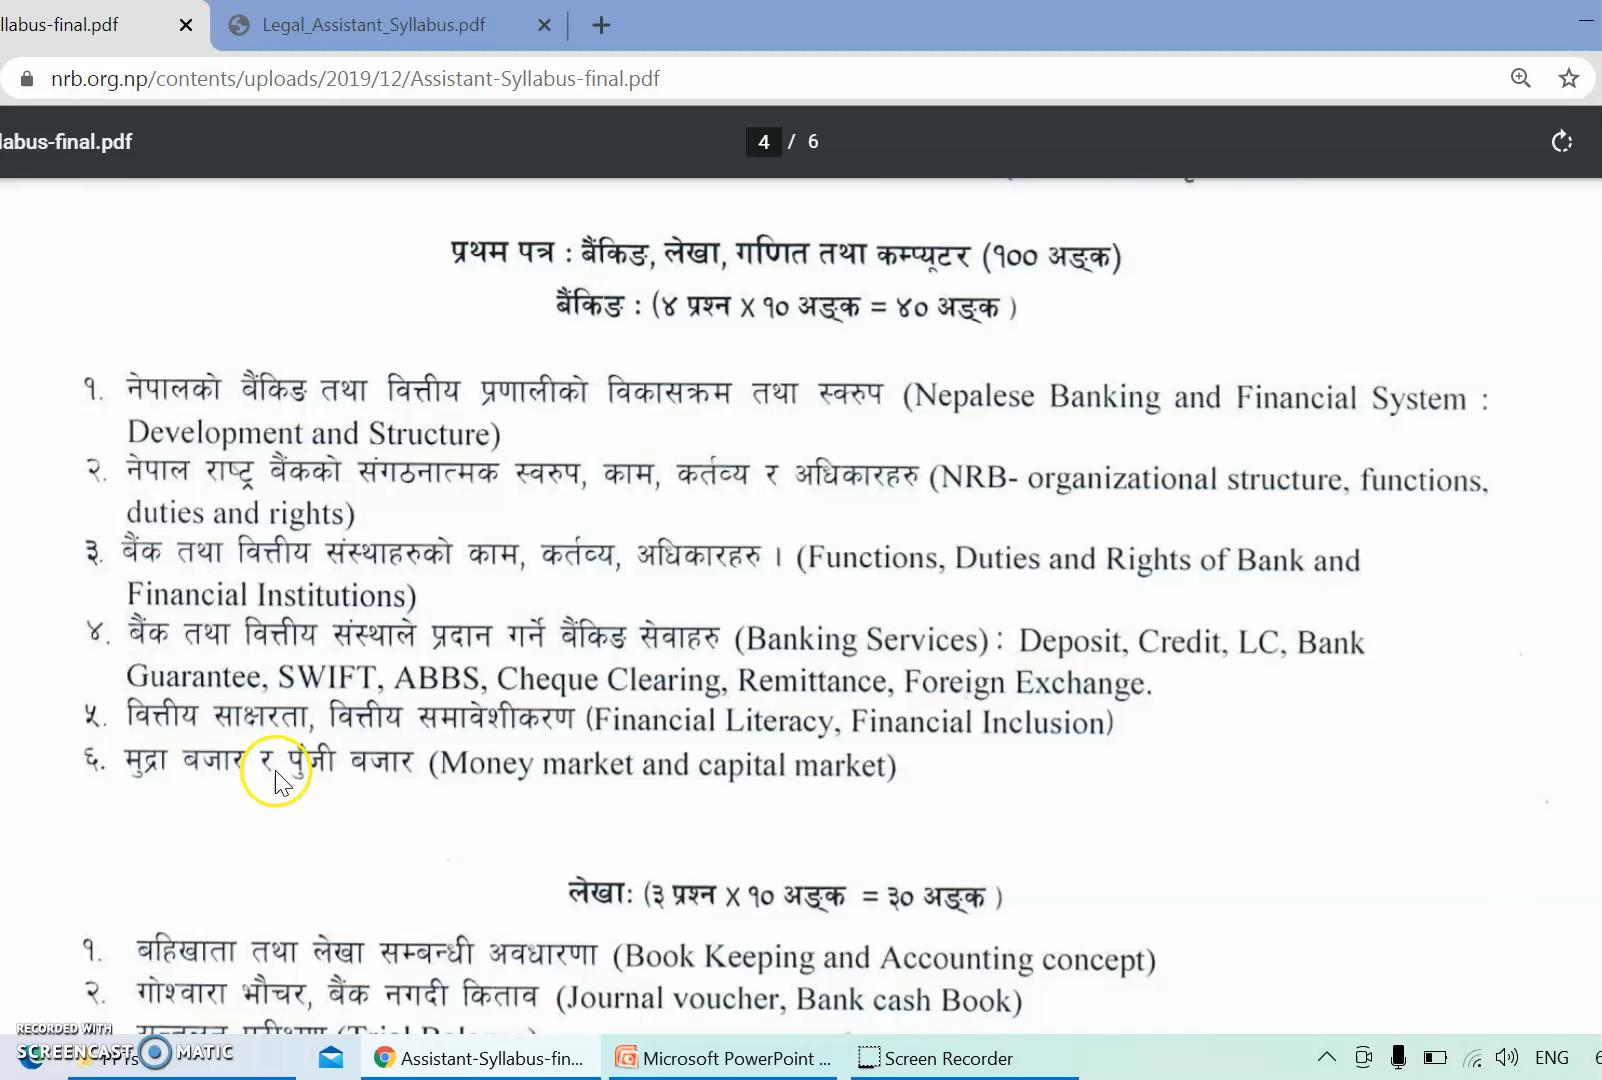 llabus-final.pdf
Legal_Assistant_Syllabus.pdf
nrb.org.np/contents/uploads/2019/12/Assistant-Syllabus-final.pdf
labus-final.pdf
4 / 6
प्रथम पत्र : बैंकिङ, लेखा, गणित तथा कम्प्यूटर (१०० अङ्क)
बैंकिङ : (४ प्रश्न X १० अङ्क = ४० अङ्क )
१. नेपालको बैंकिङ तथा वित्तीय प्रणालीको विकासक्रम तथा स्वरुप (Nepalese Banking and Financial System :
Development and Structure)
२. नेपाल राष्ट्र बैंकको संगठनात्मक स्वरुप, काम, कर्तव्य र अधिकारहरु (NRB- organizational structure, functions,
duties and rights)
३. बैंक तथा वित्तीय संस्थाहरुको काम, कर्तव्य, अधिकारहरु । (Functions, Duties and Rights of Bank and
Financial Institutions)
४. बैंक तथा वित्तीय संस्थाले प्रदान गर्ने बैंकिङ सेवाहरु (Banking Services): Deposit, Credit, LC, Bank
Guarantee, SWIFT, ABBS, Cheque Clearing, Remittance, Foreign Exchange.
५. वित्तीय साक्षरता, वित्तीय समावेशीकरण (Financial Literacy, Financial Inclusion)
६. मुद्रा बजार र पुंजी बजार (Money market and capital market)
लेखा: (३ प्रश्न X १० अङ्क = ३० अङ्क )
१. बहिखाता तथा लेखा सम्बन्धी अवधारणा (Book Keeping and Accounting concept)
२. गोश्वारा भौचर, बैंक नगदी किताव (Journal voucher, Bank cash Book)
RECORDED WITH
SCREENCAST MATIC
Assistant-Syllabus-fin...
Microsoft PowerPoint ...
Screen Recorder
ENG